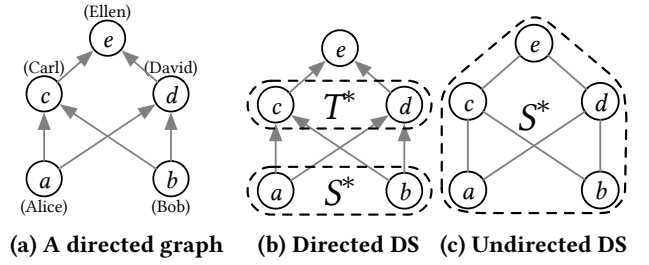 (Ellen)
e
(Carl)
(David)
c
d
a
b
(Alice)
(Bob)
(a) A directed graph
e
c
T*
d
a
S*
b
(b) Directed DS
e
c
d
S*
a
b
(c) Undirected DS